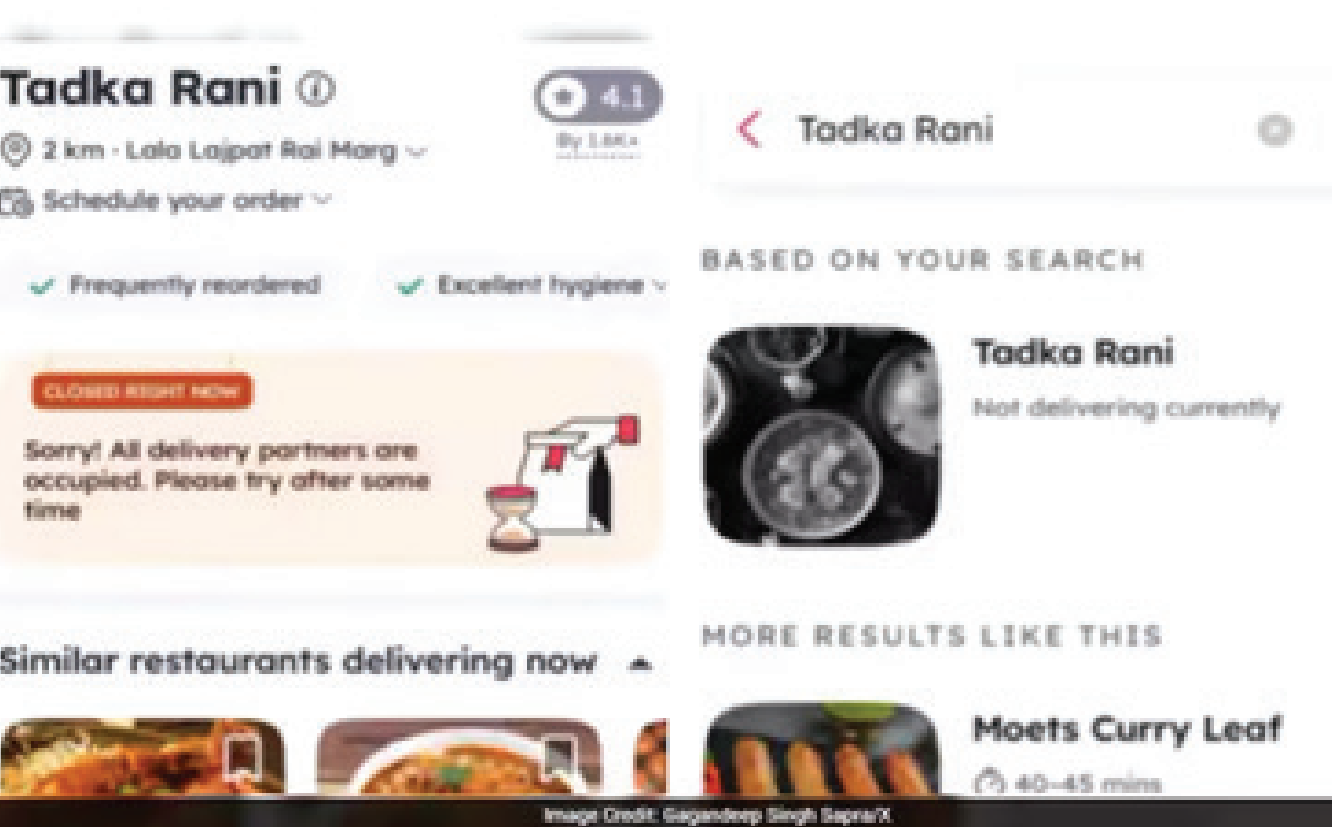 Tadka Rani
4.1
2 km · Lala Lajpat Rai Marg
By 1.6K+
Schedule your order
Frequently reordered
Excellent hygiene
CLOSED RIGHT NOW
Sorry! All delivery partners are
occupied. Please try after some
time
Similar restaurants delivering now
Tadka Rani
BASED ON YOUR SEARCH
Tadka Rani
Not delivering currently
MORE RESULTS LIKE THIS
Moets Curry Leaf
40-45 mins
Image Credit: Gagandeep Singh Sapra/X